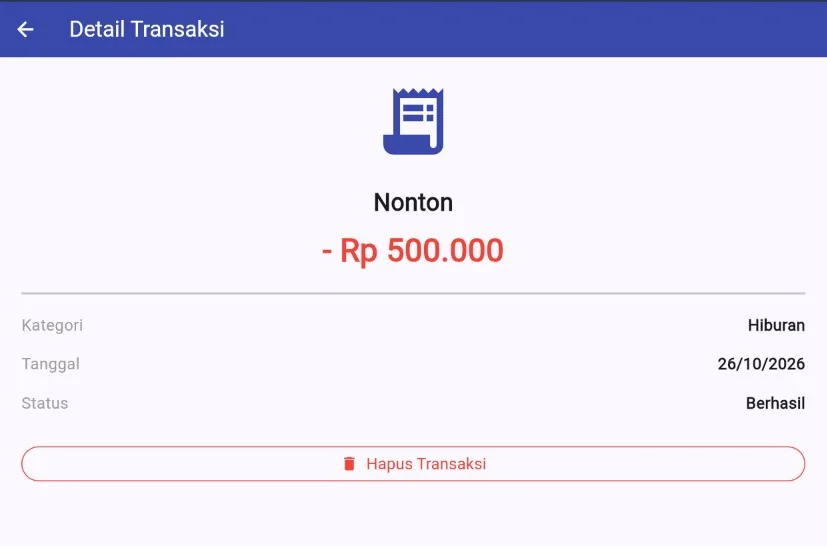 Detail Transaksi
Nonton
- Rp 500.000
Kategori Hiburan
Tanggal 26/10/2026
Status Berhasil
Hapus Transaksi